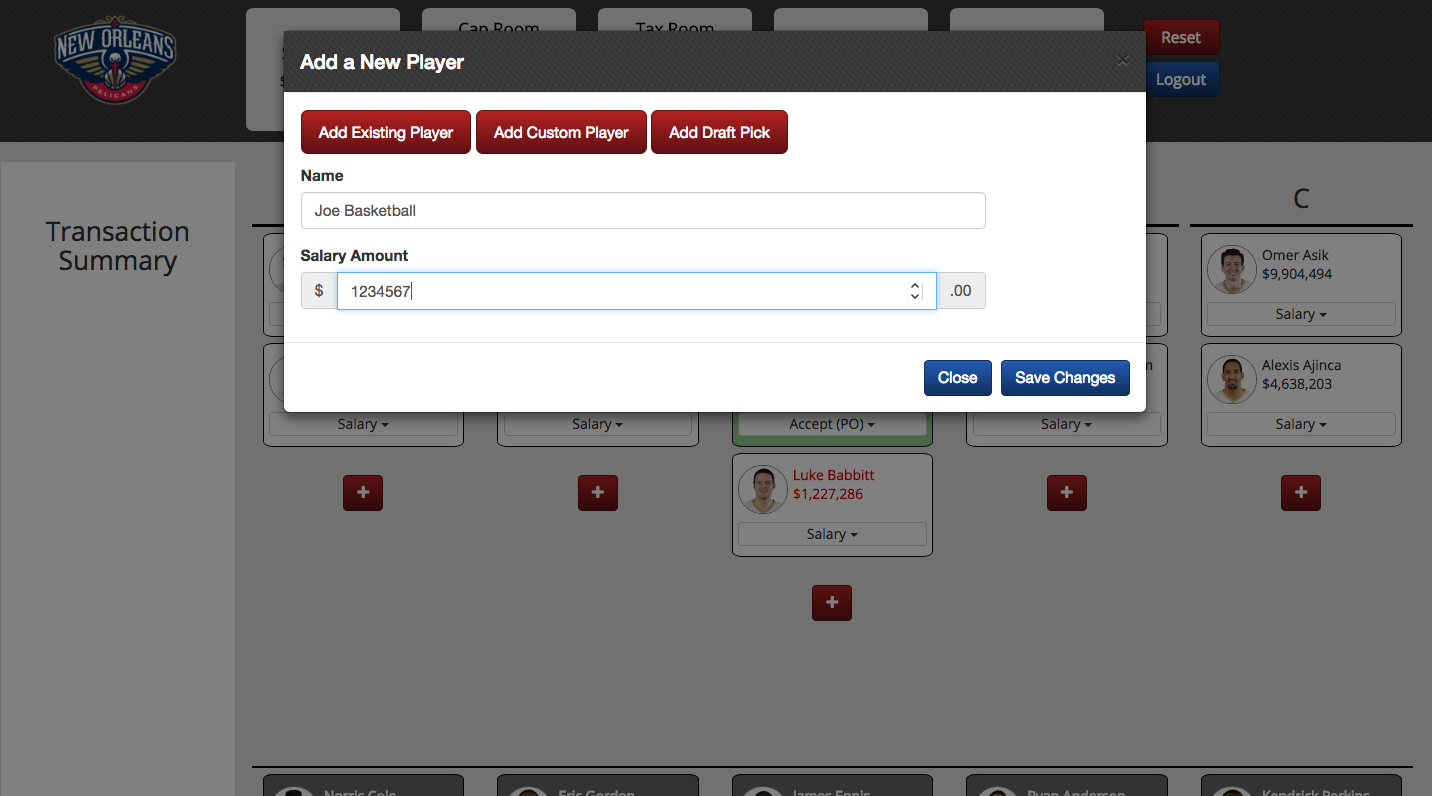 NEW ORLEANS
PELICANS
Cap Room
Tax Room
Reset
Logout
Add a New Player
×
Add Existing Player
Add Custom Player
Add Draft Pick
Name
Joe Basketball
Salary Amount
$
1234567
.00
Close
Save Changes
Transaction
Summary
C
Omer Asik
$9,904,494
Salary
Alexis Ajinca
$4,638,203
Salary
Salary
Salary
Accept (PO)
Salary
Luke Babbitt
$1,227,286
Salary
+
+
+
+
+
Norris Cole
Eric Gordon
James Ennis
Ryan Anderson
Kendrick Perkins